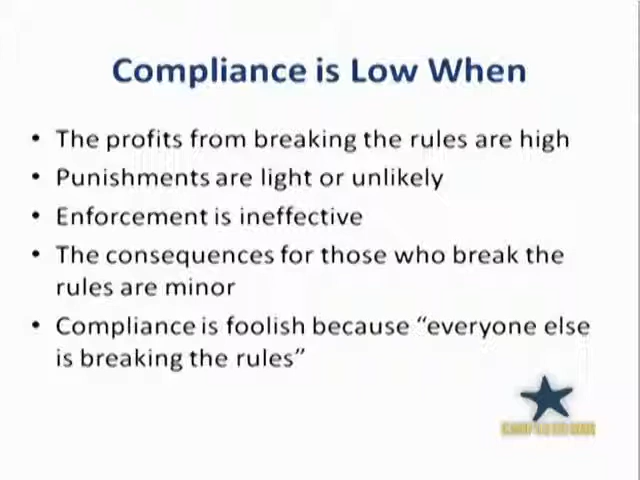 Compliance is Low When
• The profits from breaking the rules are high
• Punishments are light or unlikely
• Enforcement is ineffective
• The consequences for those who break the
rules are minor
• Compliance is foolish because “everyone else
is breaking the rules”